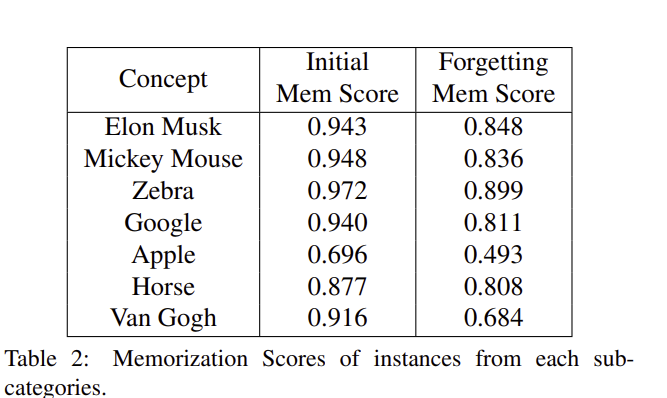 Concept Initial Mem Score Forgetting Mem Score
Elon Musk 0.943 0.848
Mickey Mouse 0.948 0.836
Zebra 0.972 0.899
Google 0.940 0.811
Apple 0.696 0.493
Horse 0.877 0.808
Van Gogh 0.916 0.684
Table 2: Memorization Scores of instances from each sub-
categories.